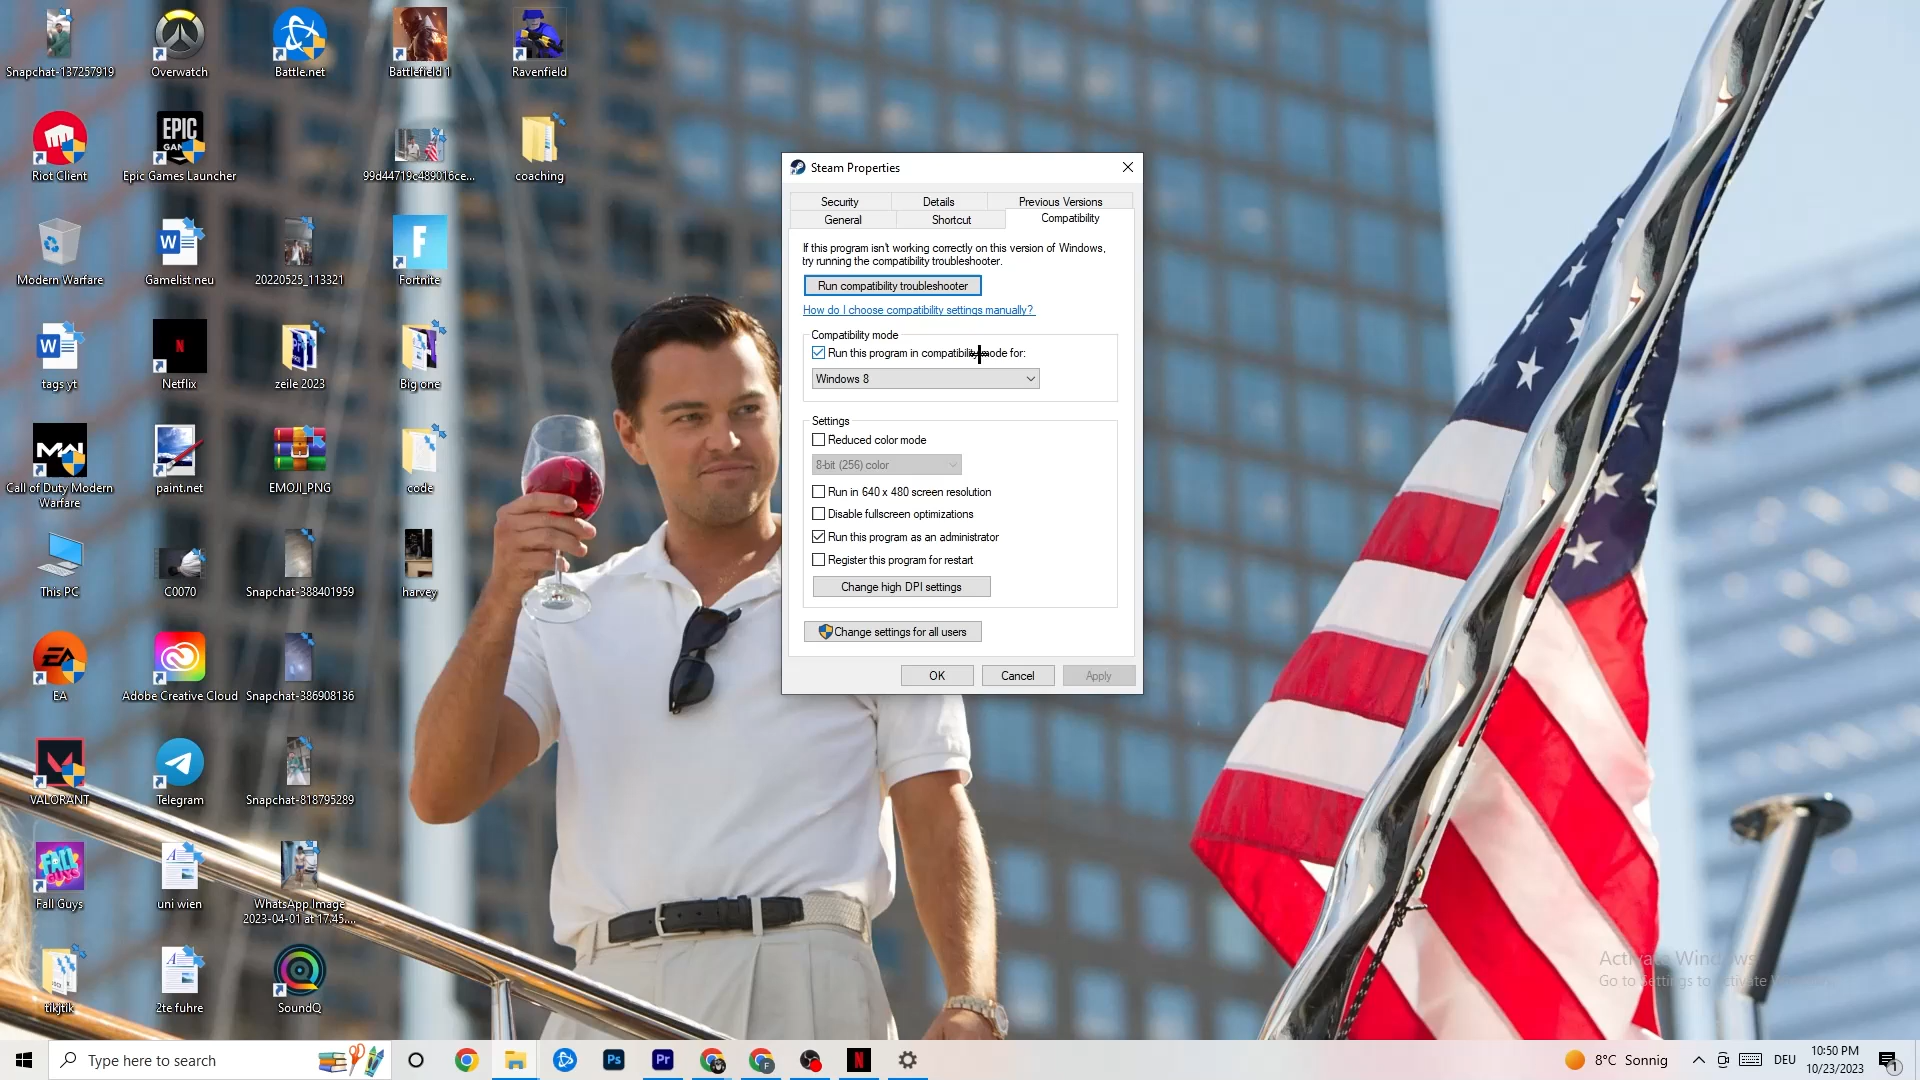 Snapchat-137257919
Overwatch
Battle.net
Battlefield 1
Ravenfield
EPIC
Riot Client
Epic Games Launcher
99d44719c489016ce...
coaching
Modern Warfare
Gamelist neu
20220525_113321
F
Fortnite
N
tags yt
Netflix
zeile 2023
Big one
Call of Duty Modern
Warfare
paint.net
EMOJI_PNG
code
This PC
C0070
Snapchat-388401959
harvey
EA
EA
Adobe Creative Cloud
Snapchat-386908136
VALORANT
Telegram
Snapchat-818795289
FALL
GUYS
Fall Guys
uni wien
WhatsApp Image
2023-04-01 at 17.45....
tikjtik
2te fuhre
SoundQ
Steam Properties
Security
Details
Previous Versions
General
Shortcut
Compatibility
If this program isn't working correctly on this version of Windows,
try running the compatibility troubleshooter.
Run compatibility troubleshooter
How do I choose compatibility settings manually?
Compatibility mode
Run this program in compatibility mode for:
Windows 8
Settings
Reduced color mode
8-bit (256) color
Run in 640 x 480 screen resolution
Disable fullscreen optimizations
Run this program as an administrator
Register this program for restart
Change high DPI settings
Change settings for all users
OK
Cancel
Apply
Activate Windows
Go to Settings to activate
Type here to search
Ps
Pr
F
N
8°C Sonnig
DEU
10:50 PM
10/23/2023
1